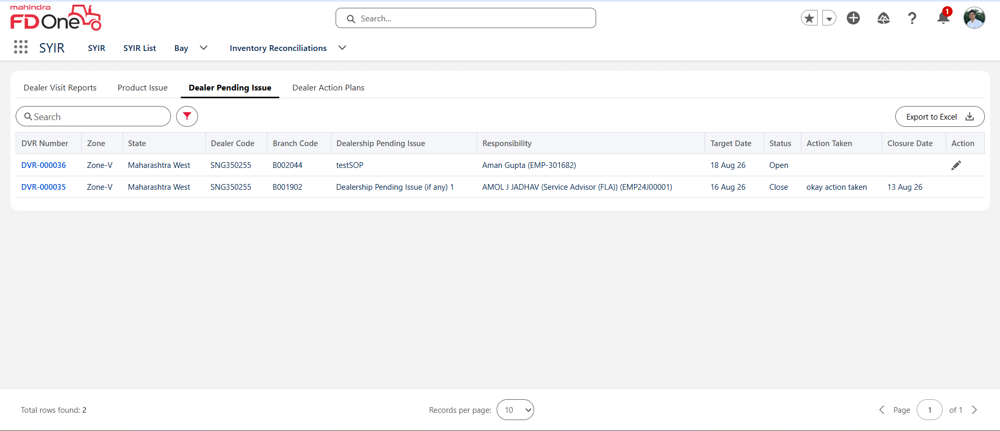 mahindra
FD One
Search...
1
SYIR SYIR SYIR List Bay Inventory Reconciliations
Dealer Visit Reports Product Issue Dealer Pending Issue Dealer Action Plans
Search Export to Excel
DVR Number Zone State Dealer Code Branch Code Dealership Pending Issue Responsibility Target Date Status Action Taken Closure Date Action
DVR-000036 Zone-V Maharashtra West SNG350255 B002044 testSOP Aman Gupta (EMP-301682) 18 Aug 26 Open
DVR-000035 Zone-V Maharashtra West SNG350255 B001902 Dealership Pending Issue (if any) 1 AMOL J JADHAV (Service Advisor (FLA)) (EMP24J00001) 16 Aug 26 Close okay action taken 13 Aug 26
Total rows found: 2 Records per page: 10 Page 1 of 1